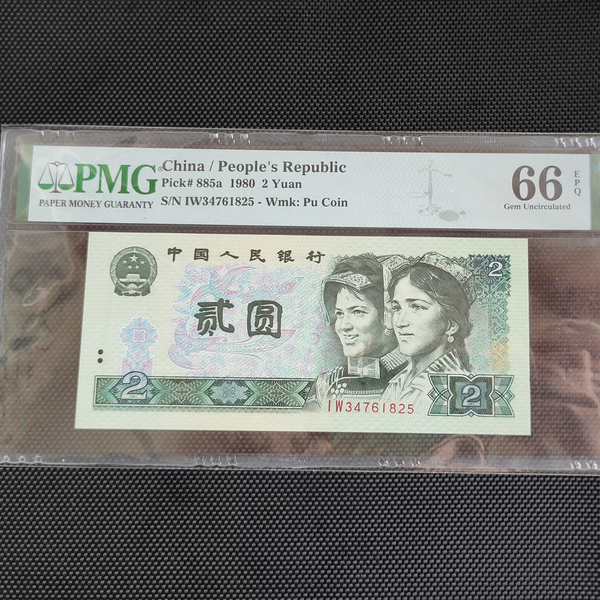 PMG
PAPER MONEY GUARANTY
China / People's Republic
Pick# 885a 1980 2 Yuan
S/N IW34761825 - Wmk: Pu Coin
66 EPQ
Gem Uncirculated
中国人民银行
2
贰圆
2
2
IW34761825